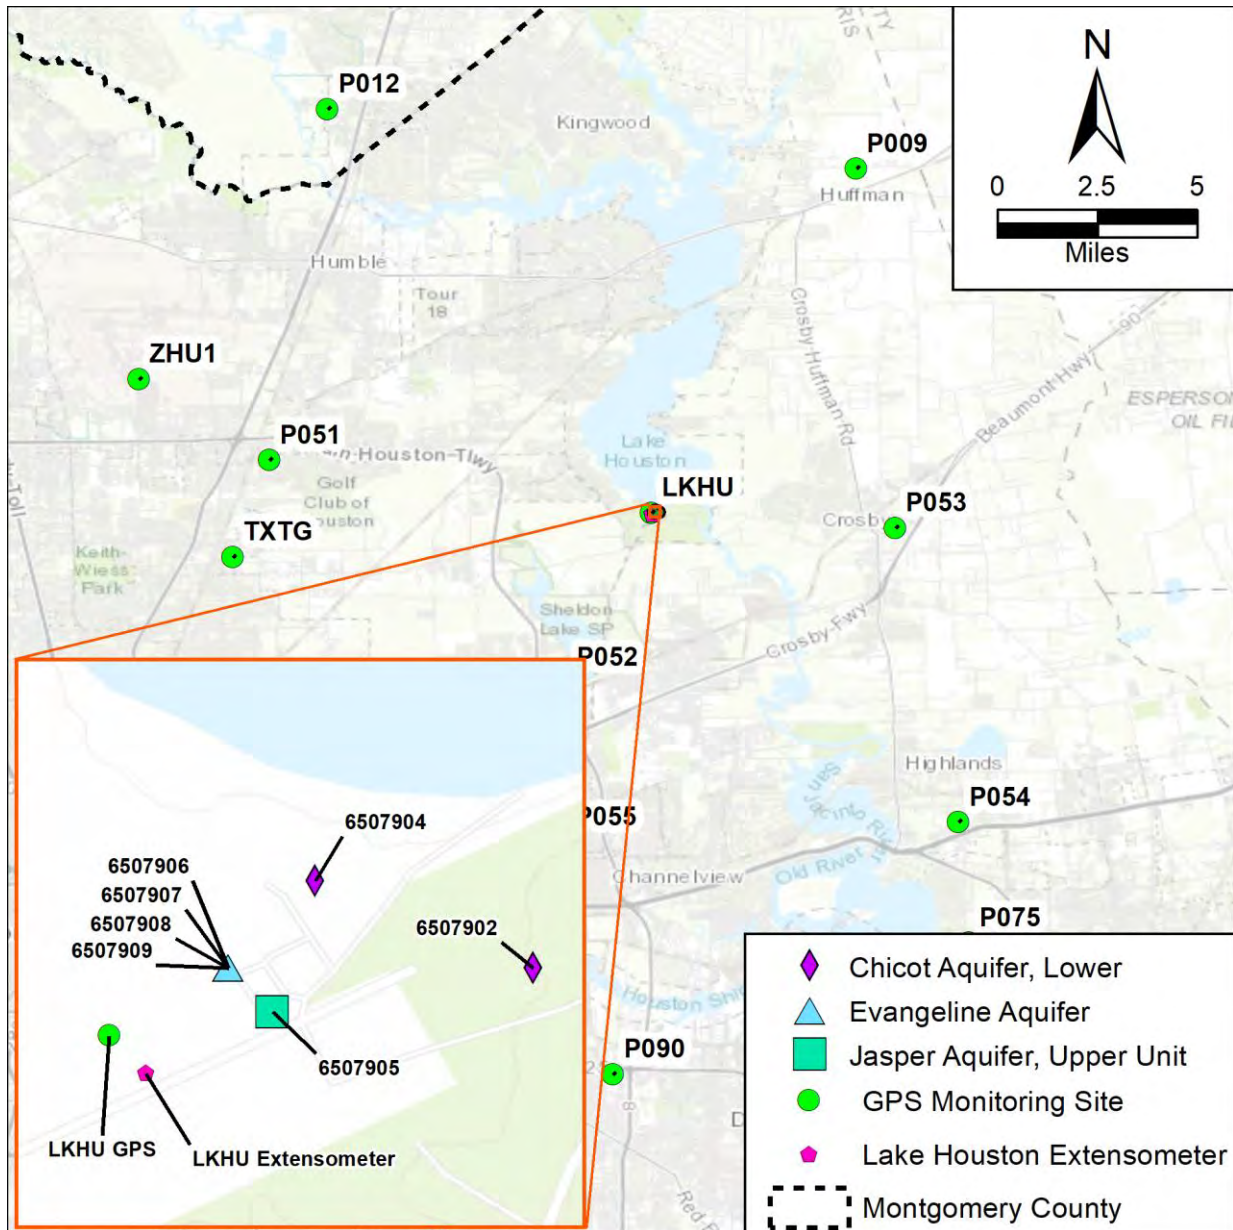 P012
Kingwood
P009
Huffman
N
0 2.5 5
Miles
Humble
Tour
18
ZHU1
Crosby Huffman Rd
Beaumont Hwy
90
OIL
P051
Houston-Tlwy
Golf
Club of
Lake
Houston
LKHU
Crosby
P053
TXTG
Keith-
Wiess
Park
Sheldon
Lake SP
Crosby-Fwy
P052
Highlands
P054
San
Jacinto
Old River
P055
Channelview
P075
6507904
6507906
6507907
6507908
6507909
6507902
6507905
LKHU GPS
LKHU Extensometer
Houston
P090
8
Red
Chicot Aquifer, Lower
Evangeline Aquifer
Jasper Aquifer, Upper Unit
GPS Monitoring Site
Lake Houston Extensometer
Montgomery County